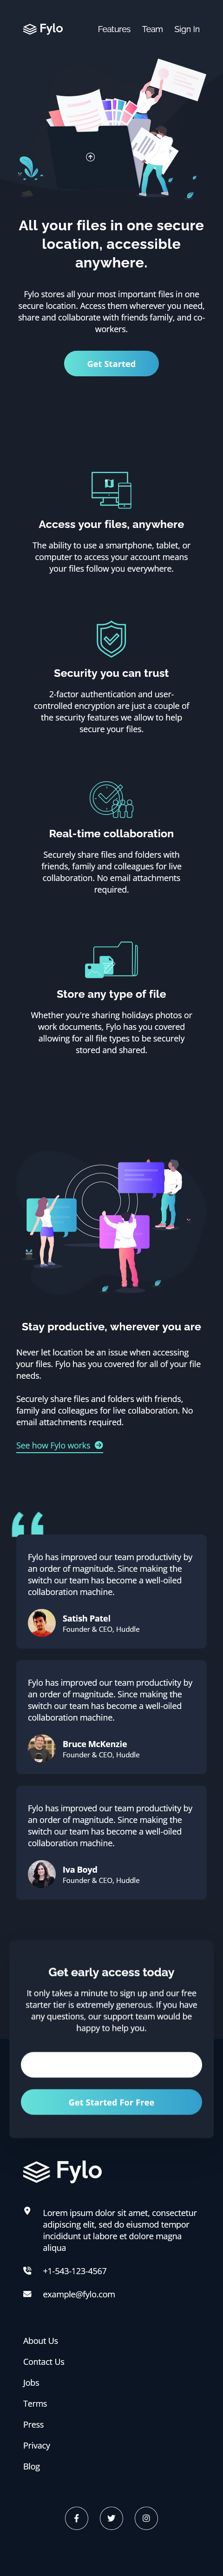 Fylo
Features Team Sign In
All your files in one secure
location, accessible
anywhere.
Fylo stores all your most important files in one
secure location. Access them wherever you need,
share and collaborate with friends family, and co-
workers.
Get Started
Access your files, anywhere
The ability to use a smartphone, tablet, or
computer to access your account means
your files follow you everywhere.
Security you can trust
2-factor authentication and user-
controlled encryption are just a couple of
the security features we allow to help
secure your files.
Real-time collaboration
Securely share files and folders with
friends, family and colleagues for live
collaboration. No email attachments
required.
Store any type of file
Whether you're sharing holidays photos or
work documents, Fylo has you covered
allowing for all file types to be securely
stored and shared.
Stay productive, wherever you are
Never let location be an issue when accessing
your files. Fylo has you covered for all of your file
needs.
Securely share files and folders with friends,
family and colleagues for live collaboration. No
email attachments required.
See how Fylo works
Fylo has improved our team productivity by
an order of magnitude. Since making the
switch our team has become a well-oiled
collaboration machine.
Satish Patel
Founder & CEO, Huddle
Fylo has improved our team productivity by
an order of magnitude. Since making the
switch our team has become a well-oiled
collaboration machine.
Bruce McKenzie
Founder & CEO, Huddle
Fylo has improved our team productivity by
an order of magnitude. Since making the
switch our team has become a well-oiled
collaboration machine.
Iva Boyd
Founder & CEO, Huddle
Get early access today
It only takes a minute to sign up and our free
starter tier is extremely generous. If you have
any questions, our support team would be
happy to help you.
Get Started For Free
Fylo
Lorem ipsum dolor sit amet, consectetur
adipiscing elit, sed do eiusmod tempor
incididunt ut labore et dolore magna
aliqua
+1-543-123-4567
example@fylo.com
About Us
Contact Us
Jobs
Terms
Press
Privacy
Blog